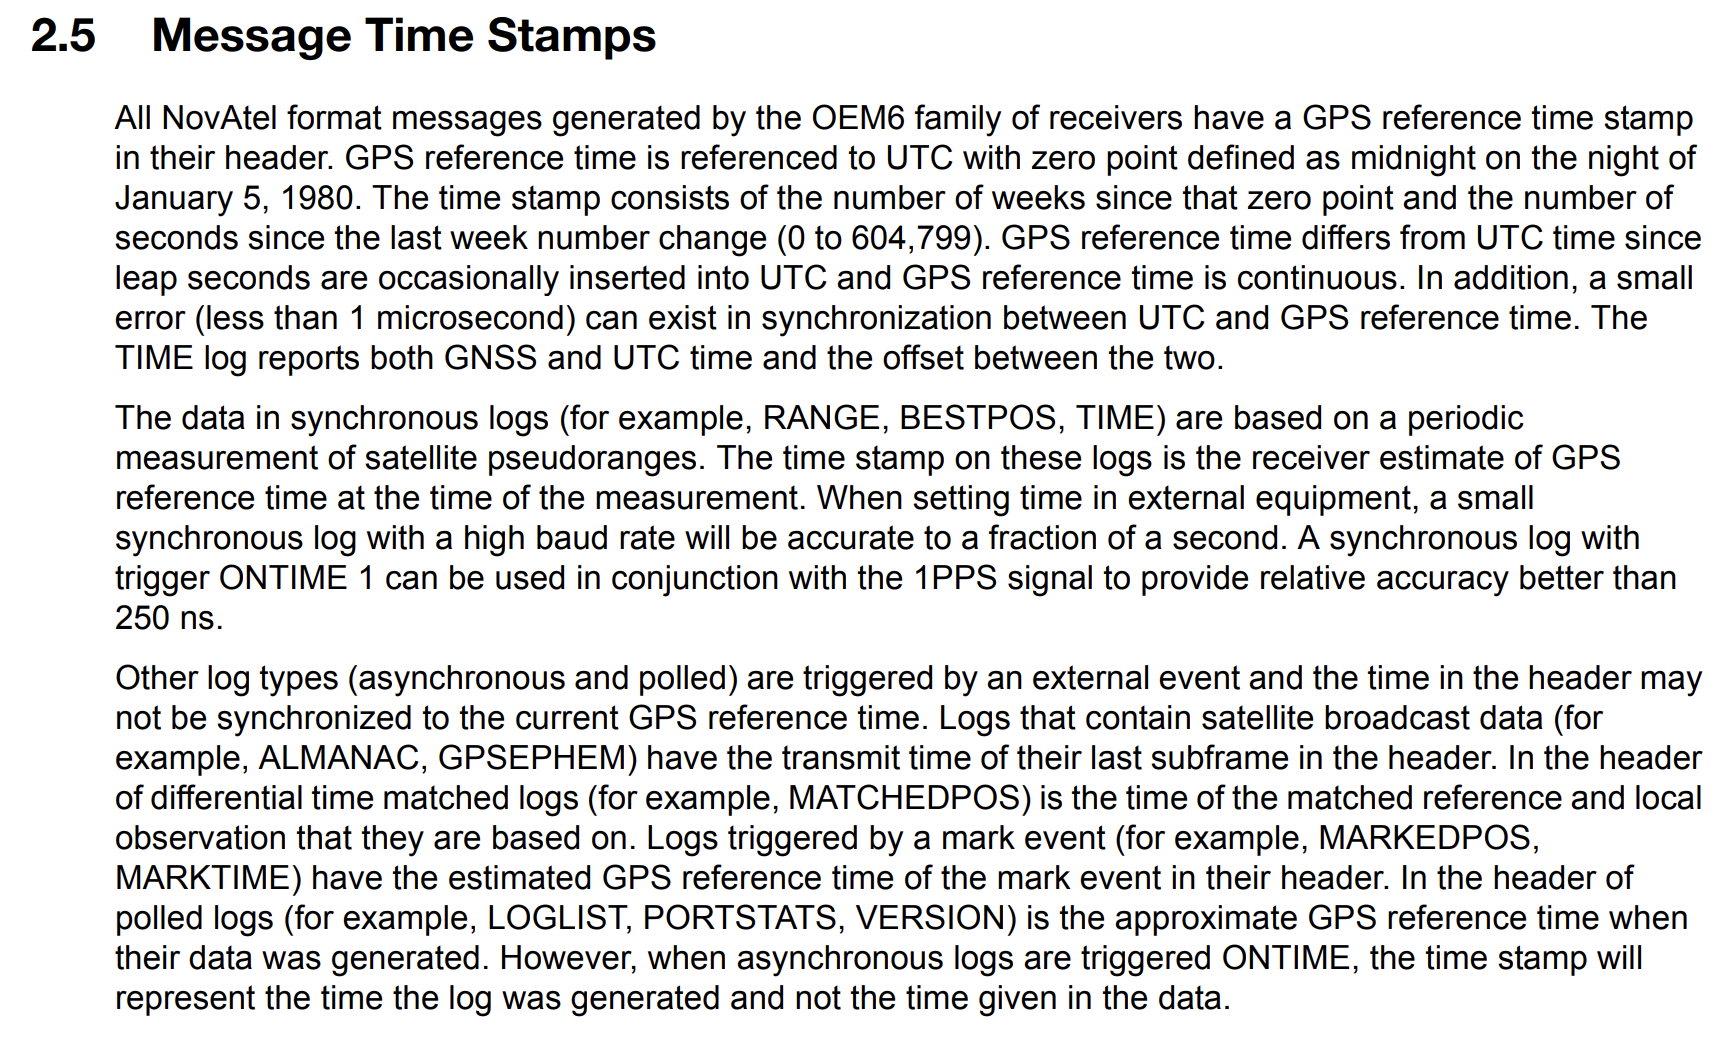 2.5 Message Time Stamps
All NovAtel format messages generated by the OEM6 family of receivers have a GPS reference time stamp
in their header. GPS reference time is referenced to UTC with zero point defined as midnight on the night of
January 5, 1980. The time stamp consists of the number of weeks since that zero point and the number of
seconds since the last week number change (0 to 604,799). GPS reference time differs from UTC time since
leap seconds are occasionally inserted into UTC and GPS reference time is continuous. In addition, a small
error (less than 1 microsecond) can exist in synchronization between UTC and GPS reference time. The
TIME log reports both GNSS and UTC time and the offset between the two.
The data in synchronous logs (for example, RANGE, BESTPOS, TIME) are based on a periodic
measurement of satellite pseudoranges. The time stamp on these logs is the receiver estimate of GPS
reference time at the time of the measurement. When setting time in external equipment, a small
synchronous log with a high baud rate will be accurate to a fraction of a second. A synchronous log with
trigger ONTIME 1 can be used in conjunction with the 1PPS signal to provide relative accuracy better than
250 ns.
Other log types (asynchronous and polled) are triggered by an external event and the time in the header may
not be synchronized to the current GPS reference time. Logs that contain satellite broadcast data (for
example, ALMANAC, GPSEPHEM) have the transmit time of their last subframe in the header. In the header
of differential time matched logs (for example, MATCHEDPOS) is the time of the matched reference and local
observation that they are based on. Logs triggered by a mark event (for example, MARKEDPOS,
MARKTIME) have the estimated GPS reference time of the mark event in their header. In the header of
polled logs (for example, LOGLIST, PORTSTATS, VERSION) is the approximate GPS reference time when
their data was generated. However, when asynchronous logs are triggered ONTIME, the time stamp will
represent the time the log was generated and not the time given in the data.